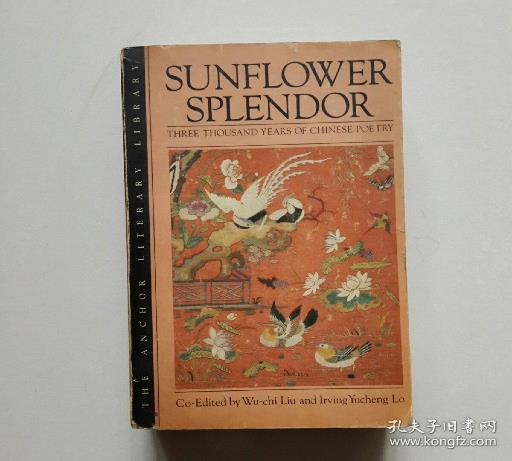 THE ANCHOR LITERARY LIBRARY
SUNFLOWER
SPLENDOR
THREE THOUSAND YEARS OF CHINESE POETRY
Co-Edited by Wu-chi Liu and Irving Yucheng Lo
孔夫子旧书网
www.kongfz.com